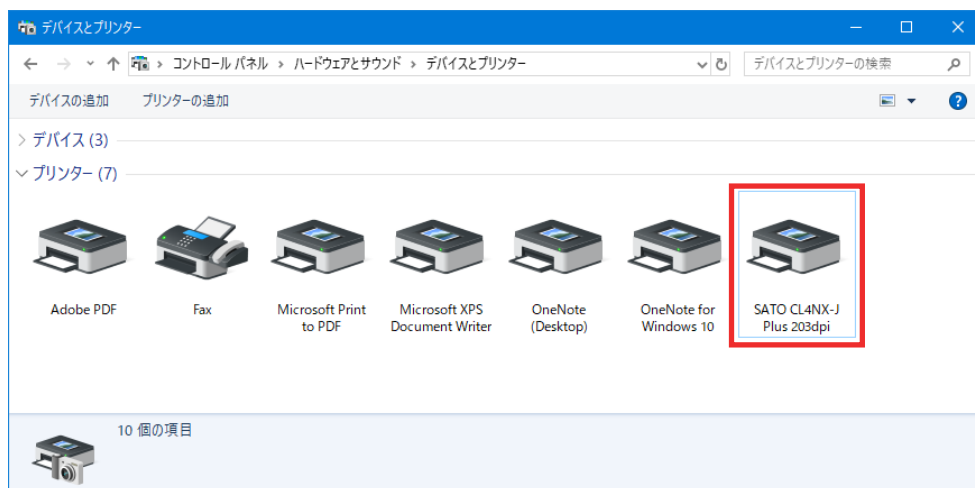 デバイスとプリンター
コントロール パネル › ハードウェアとサウンド › デバイスとプリンター
デバイスとプリンターの検索
デバイスの追加 プリンターの追加
デバイス (3)
プリンター (7)
Adobe PDF
Fax
Microsoft Print
to PDF
Microsoft XPS
Document Writer
OneNote
(Desktop)
OneNote for
Windows 10
SATO CL4NX-J
Plus 203dpi
10 個の項目